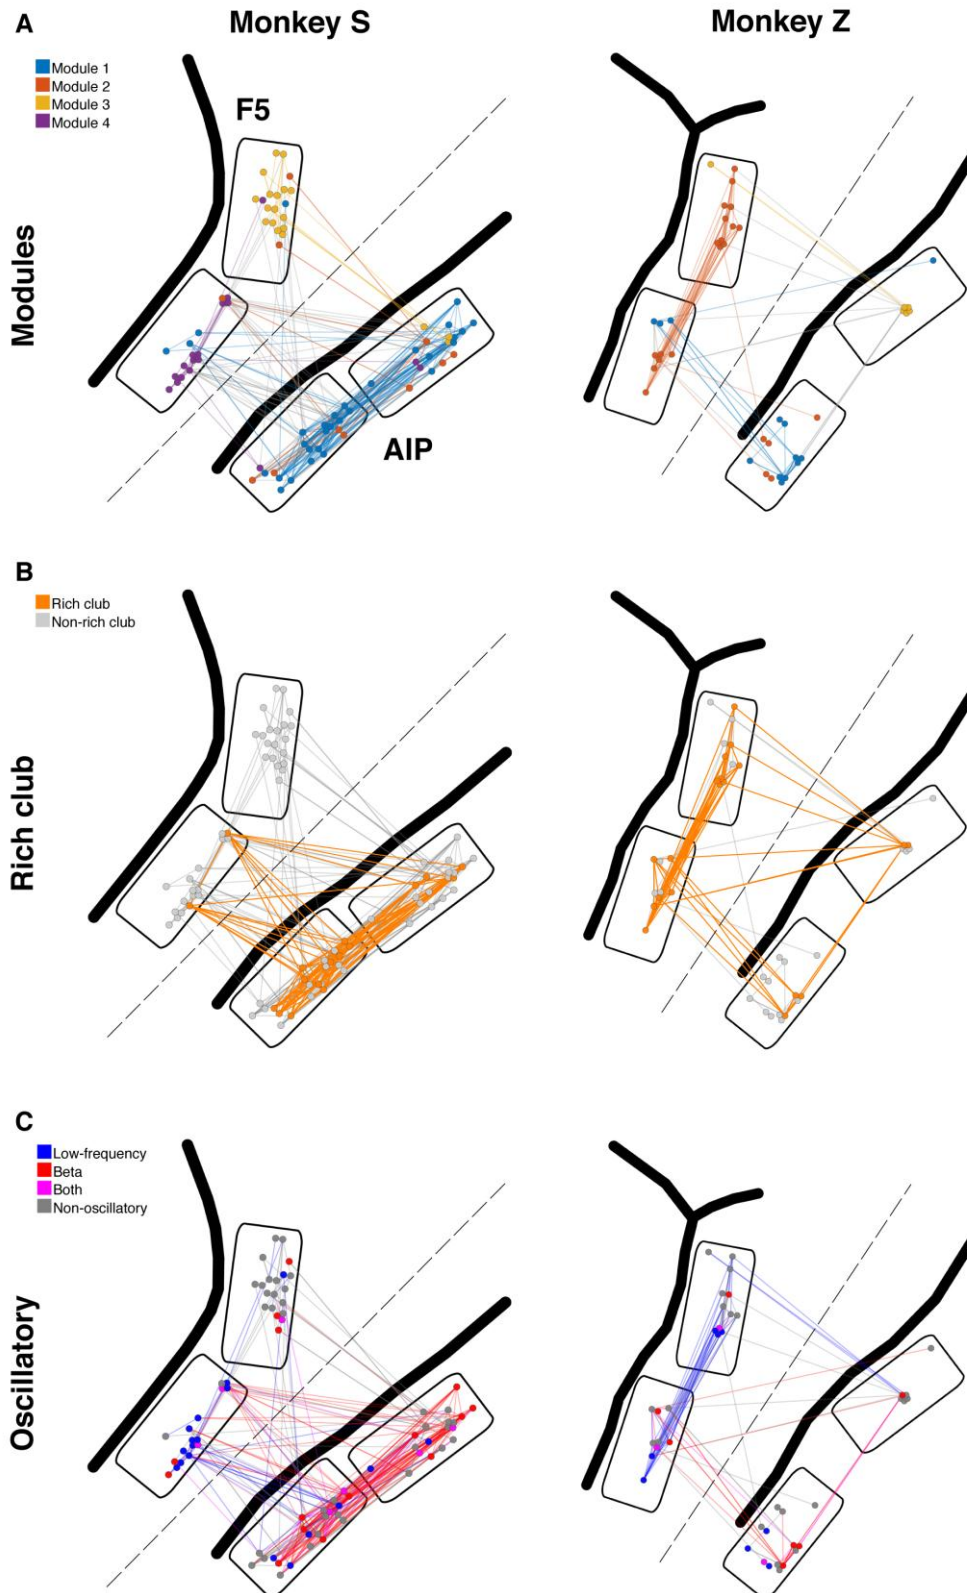 Monkey S
Monkey Z
A
Module 1
Module 2
Module 3
Module 4
F5
AIP
Modules
B
Rich club
Non-rich club
Rich club
C
Low-frequency
Beta
Both
Non-oscillatory
Oscillatory